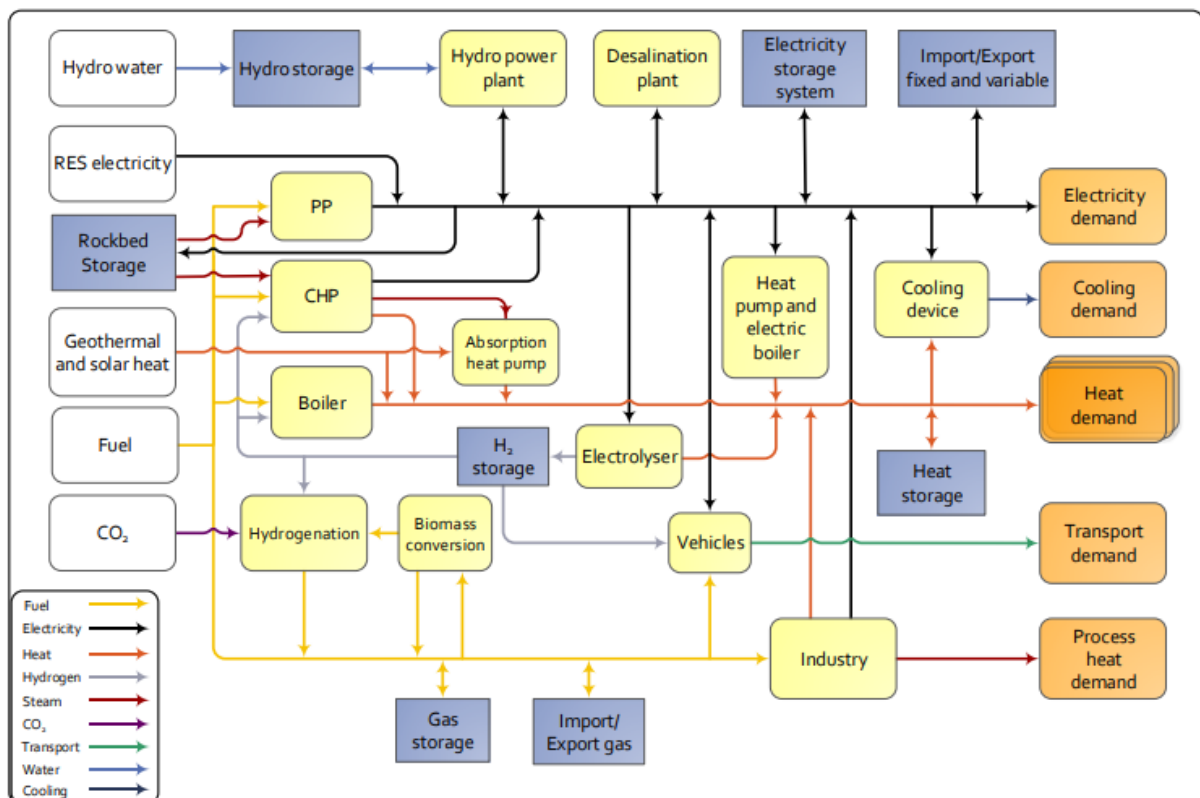 Hydro water
Hydro storage
Hydro power
plant
Desalination
plant
Electricity
storage
system
Import/Export
fixed and variable
RES electricity
PP
Electricity
demand
Rockbed
Storage
CHP
Heat
pump and
electric
boiler
Cooling
device
Cooling
demand
Geothermal
and solar heat
Absorption
heat pump
Boiler
Heat
demand
Fuel
H₂
storage
Electrolyser
Heat
storage
CO₂
Hydrogenation
Biomass
conversion
Vehicles
Transport
demand
Industry
Process
heat
demand
Gas
storage
Import/
Export gas
Fuel
Electricity
Heat
Hydrogen
Steam
CO₂
Transport
Water
Cooling